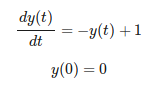 dy(t)/dt = −y(t) + 1
y(0) = 0